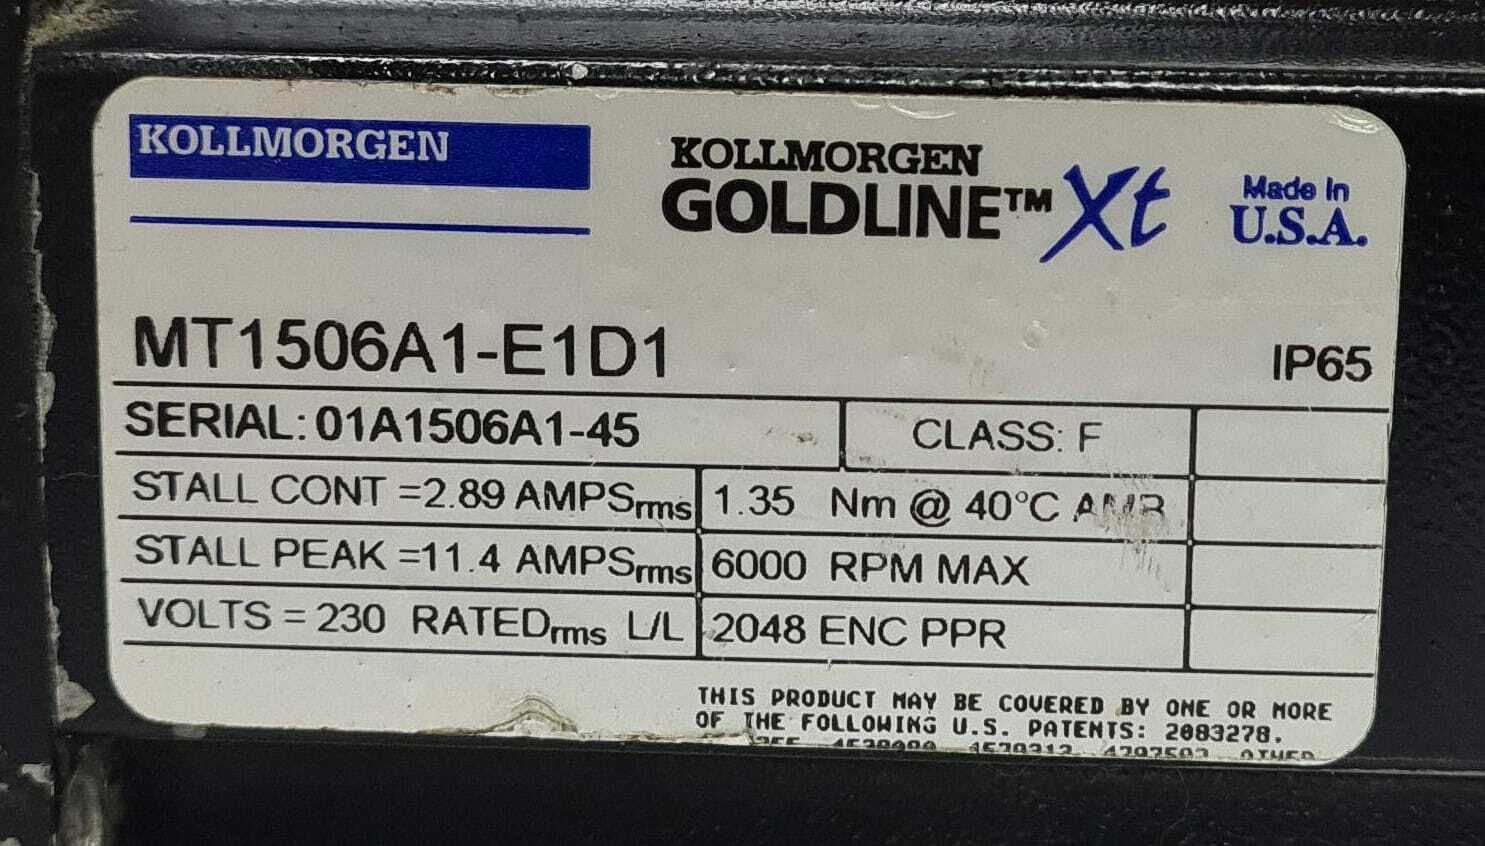 KOLLMORGEN
KOLLMORGEN
GOLDLINE™ Xt
Made In
U.S.A.
MT1506A1-E1D1
IP65
SERIAL: 01A1506A1-45
CLASS: F
STALL CONT =2.89 AMPSrms
1.35 Nm @ 40°C AMB
STALL PEAK =11.4 AMPSrms
6000 RPM MAX
VOLTS = 230 RATEDrms L/L
2048 ENC PPR
THIS PRODUCT MAY BE COVERED BY ONE OR MORE
OF THE FOLLOWING U.S. PATENTS: 2083278,